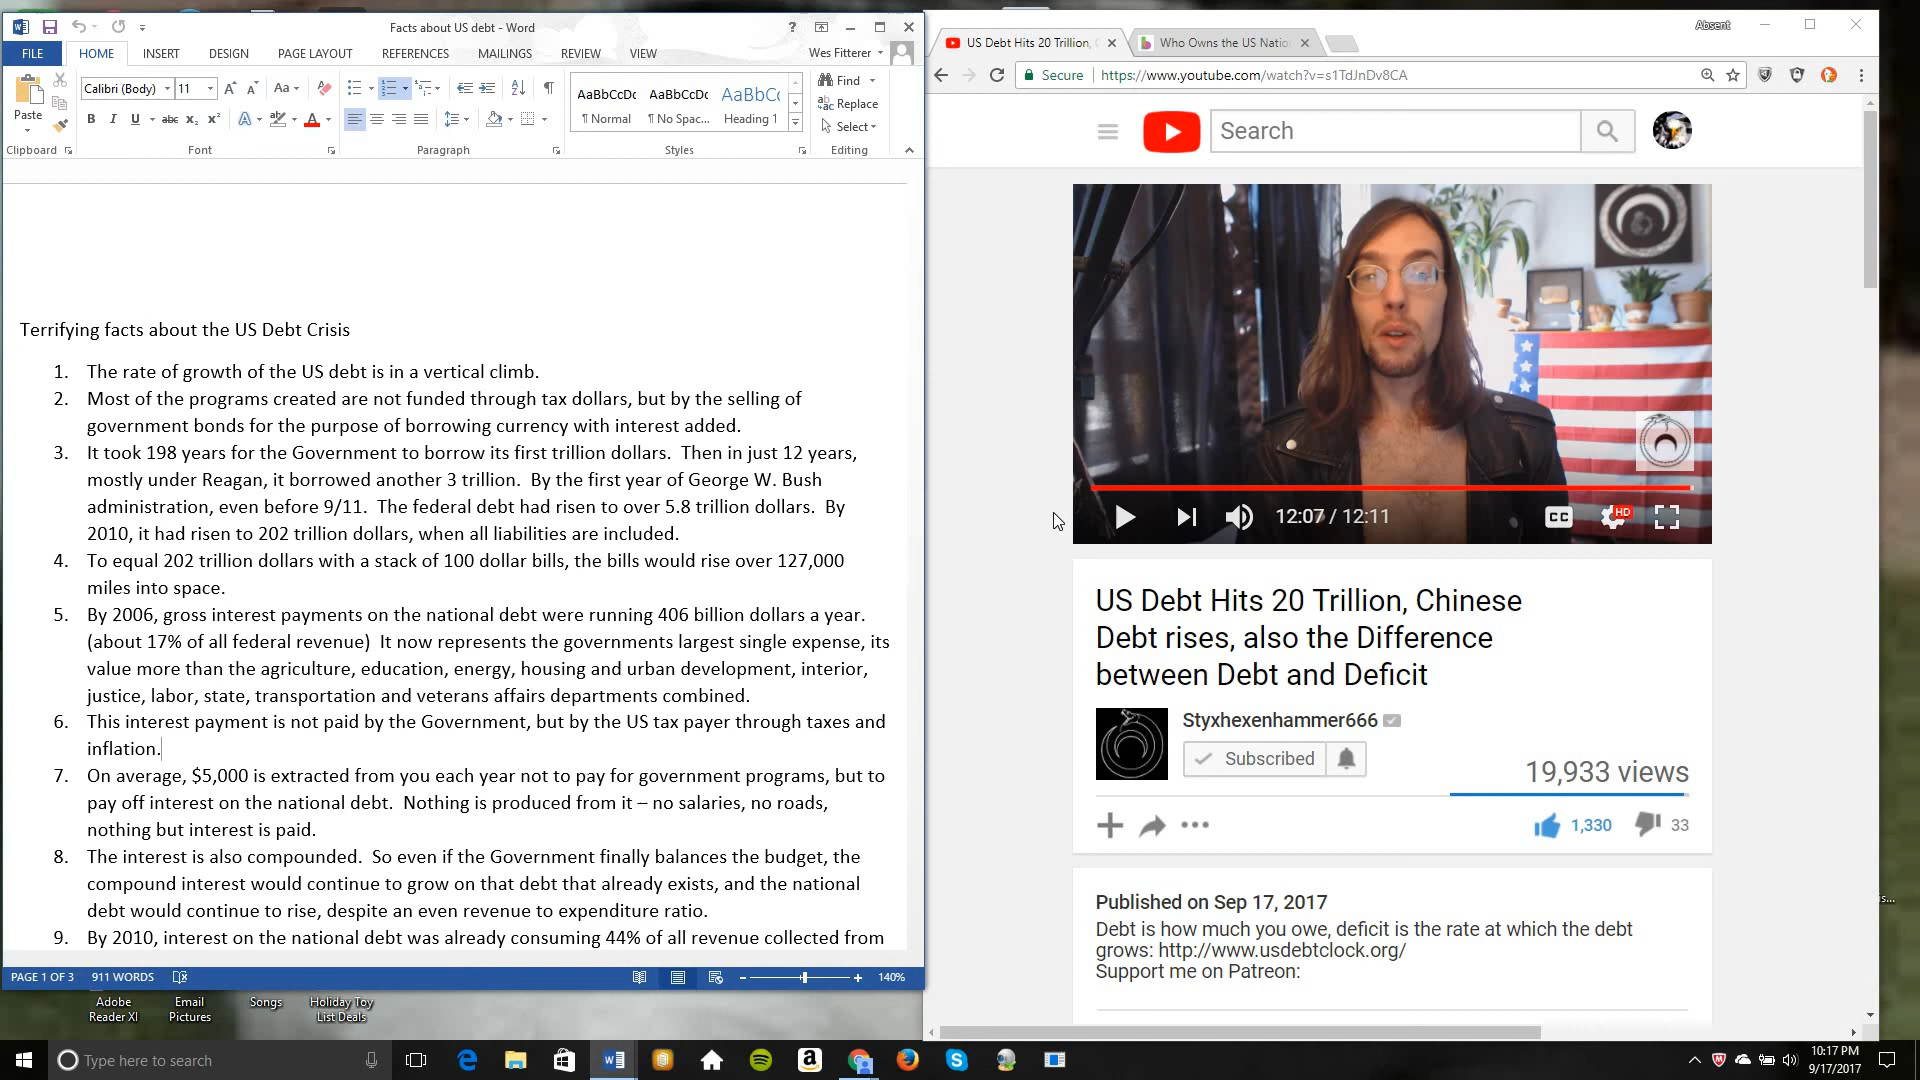 Facts about US debt - Word
?
FILE HOME INSERT DESIGN PAGE LAYOUT REFERENCES MAILINGS REVIEW VIEW Wes Fitterer
Paste
Calibri (Body) 11 Aa
B I U abc x₂ x² A A
AaBbCcDc AaBbCcDc AaBbCc
¶ Normal ¶ No Spac... Heading 1
Find
Replace
Select
Clipboard Font Paragraph Styles Editing
Terrifying facts about the US Debt Crisis
1. The rate of growth of the US debt is in a vertical climb.
2. Most of the programs created are not funded through tax dollars, but by the selling of
government bonds for the purpose of borrowing currency with interest added.
3. It took 198 years for the Government to borrow its first trillion dollars. Then in just 12 years,
mostly under Reagan, it borrowed another 3 trillion. By the first year of George W. Bush
administration, even before 9/11. The federal debt had risen to over 5.8 trillion dollars. By
2010, it had risen to 202 trillion dollars, when all liabilities are included.
4. To equal 202 trillion dollars with a stack of 100 dollar bills, the bills would rise over 127,000
miles into space.
5. By 2006, gross interest payments on the national debt were running 406 billion dollars a year.
(about 17% of all federal revenue) It now represents the governments largest single expense, its
value more than the agriculture, education, energy, housing and urban development, interior,
justice, labor, state, transportation and veterans affairs departments combined.
6. This interest payment is not paid by the Government, but by the US tax payer through taxes and
inflation.
7. On average, $5,000 is extracted from you each year not to pay for government programs, but to
pay off interest on the national debt. Nothing is produced from it – no salaries, no roads,
nothing but interest is paid.
8. The interest is also compounded. So even if the Government finally balances the budget, the
compound interest would continue to grow on that debt that already exists, and the national
debt would continue to rise, despite an even revenue to expenditure ratio.
9. By 2010, interest on the national debt was already consuming 44% of all revenue collected from
PAGE 1 OF 3 911 WORDS 140%
Absent
US Debt Hits 20 Trillion, Who Owns the US Natio
Secure https://www.youtube.com/watch?v=s1TdJnDv8CA
Search
12:07 / 12:11 CC HD
US Debt Hits 20 Trillion, Chinese
Debt rises, also the Difference
between Debt and Deficit
Styxhexenhammer666
Subscribed
19,933 views
1,330 33
Published on Sep 17, 2017
Debt is how much you owe, deficit is the rate at which the debt
grows: http://www.usdebtclock.org/
Support me on Patreon:
Adobe
Reader XI
Email
Pictures
Songs
Holiday Toy
List Deals
Type here to search
10:17 PM
9/17/2017